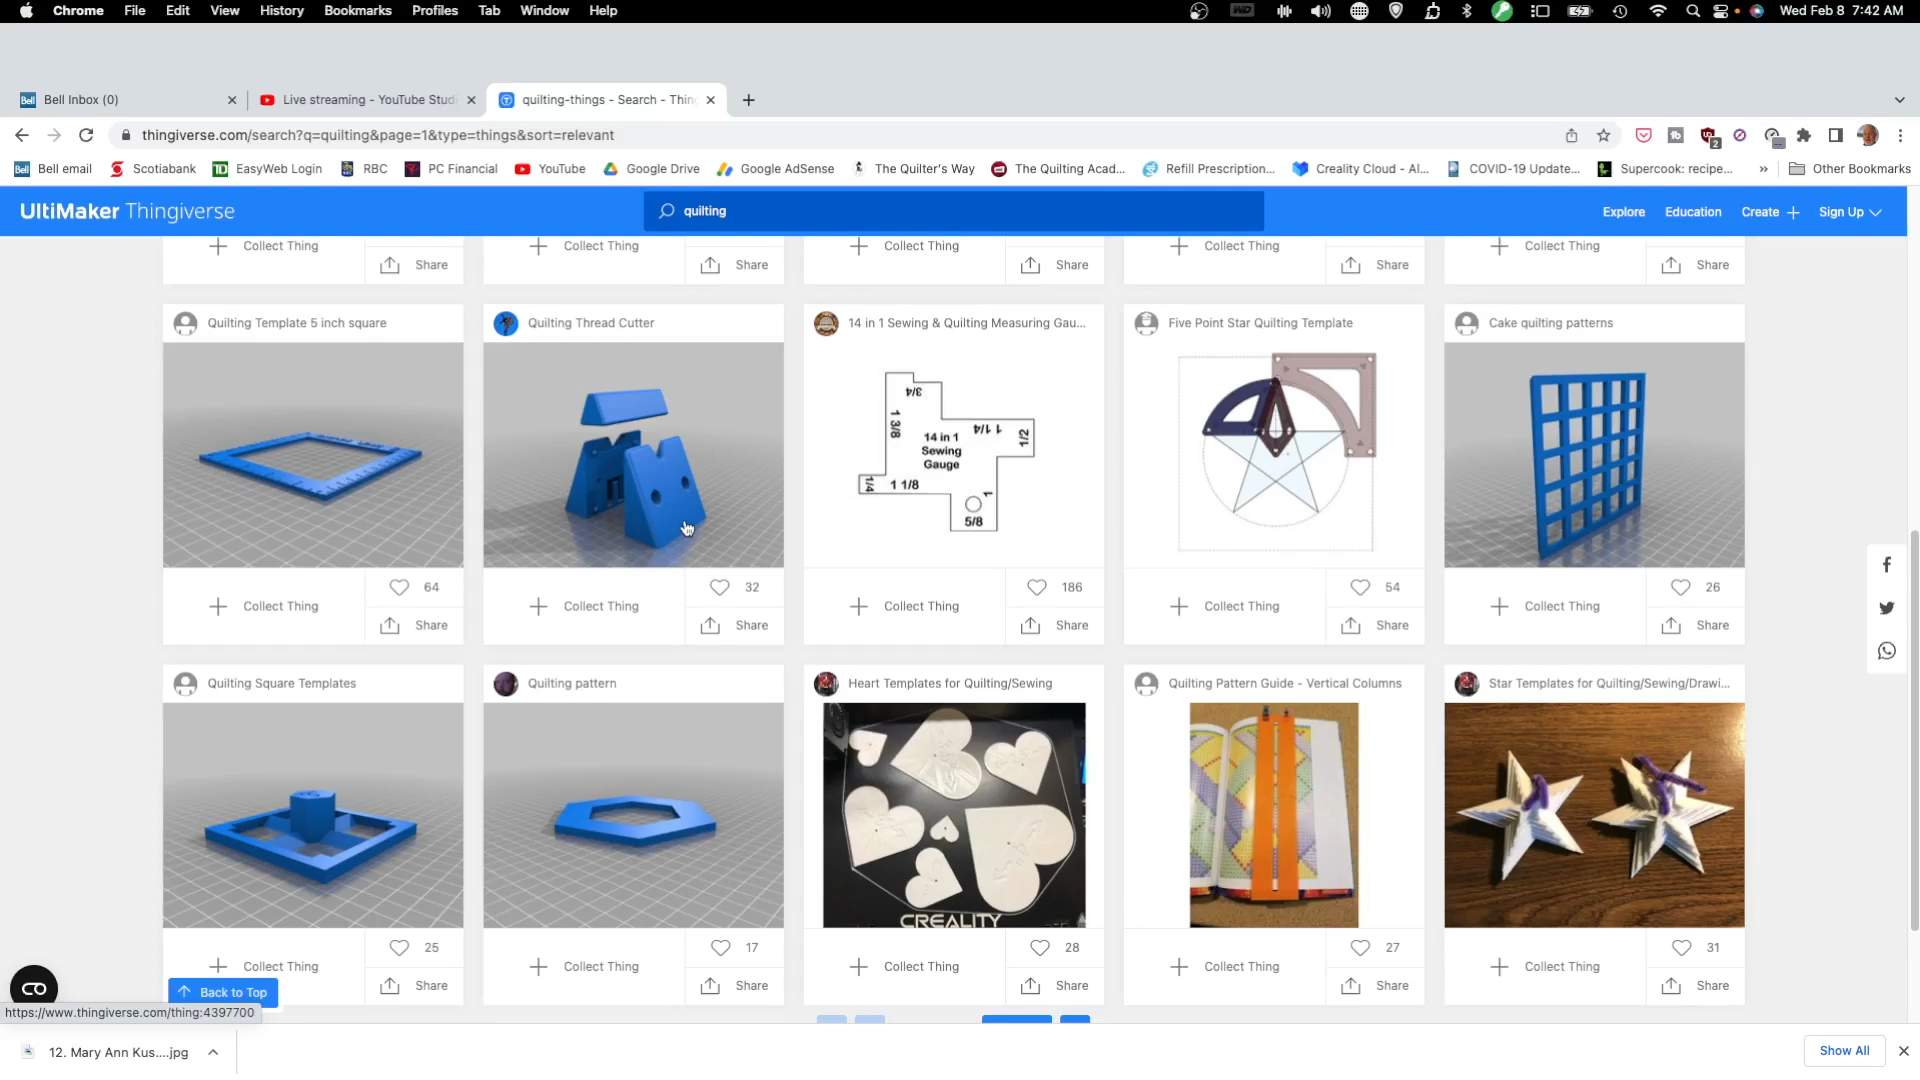 Chrome File Edit View History Bookmarks Profiles Tab Window Help Wed Feb 8 7:42 AM
Bell Bell Inbox (0) Live streaming - YouTube Studi quilting-things - Search - Thin
thingiverse.com/search?q=quilting&page=1&type=things&sort=relevant
Bell Bell email Scotiabank TD EasyWeb Login RBC PC Financial YouTube Google Drive Google AdSense The Quilter's Way The Quilting Acad... Refill Prescription... Creality Cloud - Al... COVID-19 Update... Supercook: recipe... » Other Bookmarks
UltiMaker Thingiverse quilting Explore Education Create Sign Up
Collect Thing Collect Thing Collect Thing Collect Thing Collect Thing
Share Share Share Share Share
Quilting Template 5 inch square Quilting Thread Cutter 14 in 1 Sewing & Quilting Measuring Gau... Five Point Star Quilting Template Cake quilting patterns
3/4
1 3/8
1 1/4
1/2
14 in 1
Sewing
Gauge
1/4 1 1/8
1
5/8
64 32 186 54 26
Collect Thing Collect Thing Collect Thing Collect Thing Collect Thing
Share Share Share Share Share
Quilting Square Templates Quilting pattern Heart Templates for Quilting/Sewing Quilting Pattern Guide - Vertical Columns Star Templates for Quilting/Sewing/Drawi...
CREALITY
25 17 28 27 31
Collect Thing Collect Thing Collect Thing Collect Thing Collect Thing
Share Share Share Share Share
Back to Top
https://www.thingiverse.com/thing:4397700
12. Mary Ann Kus....jpg Show All